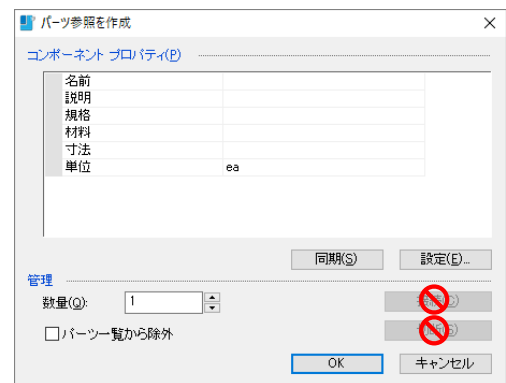 パーツ参照を作成
コンポーネント プロパティ(P)
名前
説明
規格
材料
寸法
単位 ea
同期(S) 設定(E)...
管理
数量(Q): 1
パーツ一覧から除外
OK キャンセル